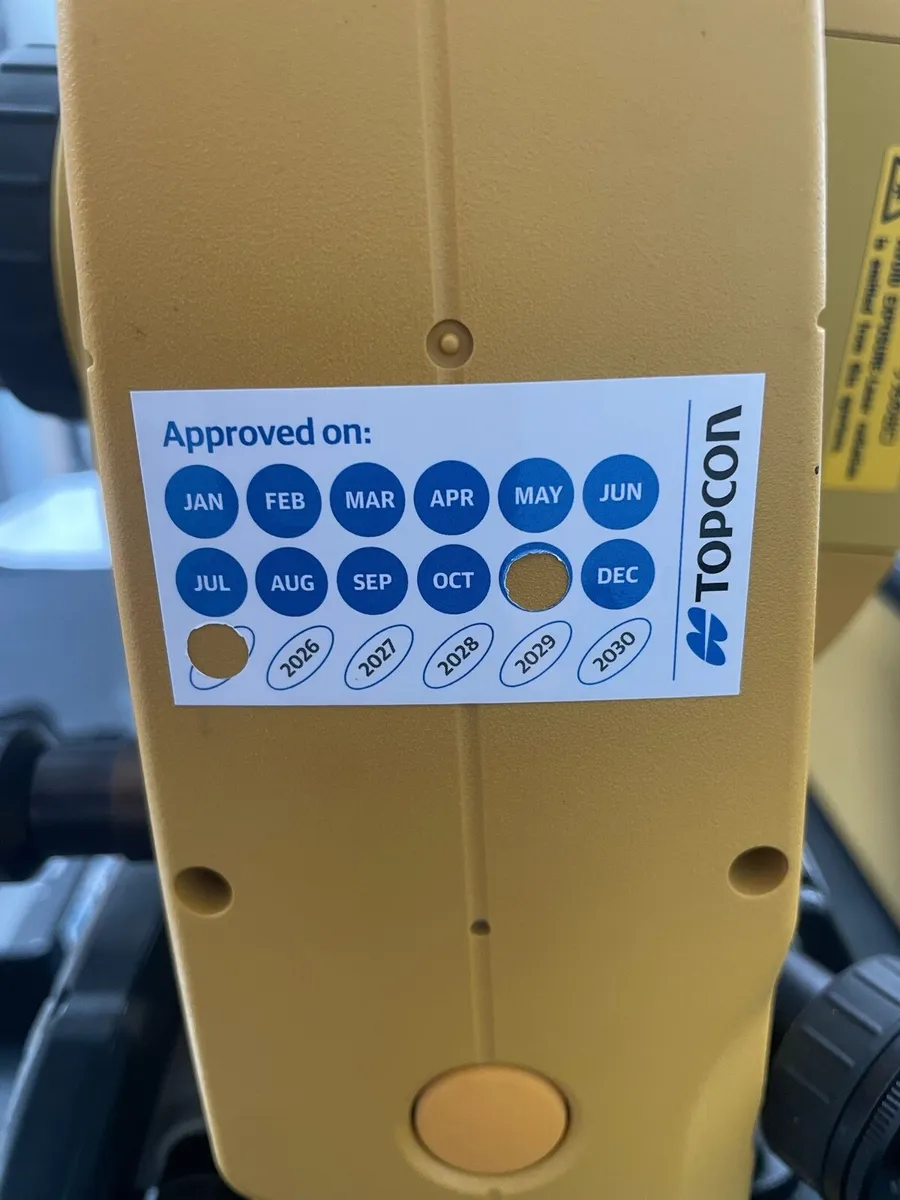 Approved on:
JAN FEB MAR APR MAY JUN
JUL AUG SEP OCT DEC
2026 2027 2028 2029 2030
TOPCON